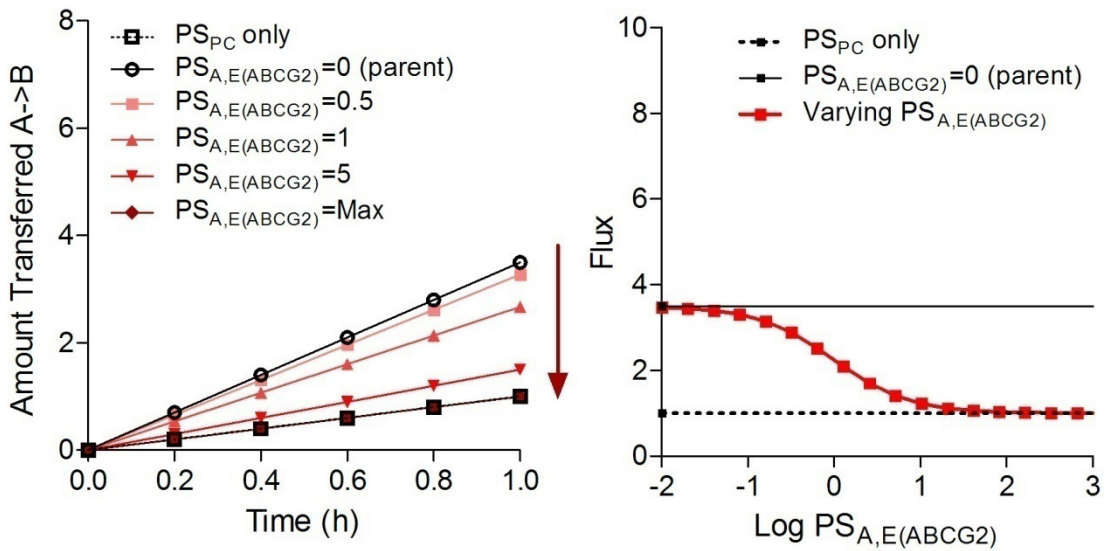 8
6
4
2
0
Amount Transferred A->B
PSPC only
PSA,E(ABCG2)=0 (parent)
PSA,E(ABCG2)=0.5
PSA,E(ABCG2)=1
PSA,E(ABCG2)=5
PSA,E(ABCG2)=Max
0.0 0.2 0.4 0.6 0.8 1.0
Time (h)
10
8
6
4
2
0
Flux
PSPC only
PSA,E(ABCG2)=0 (parent)
Varying PSA,E(ABCG2)
-2 -1 0 1 2 3
Log PSA,E(ABCG2)